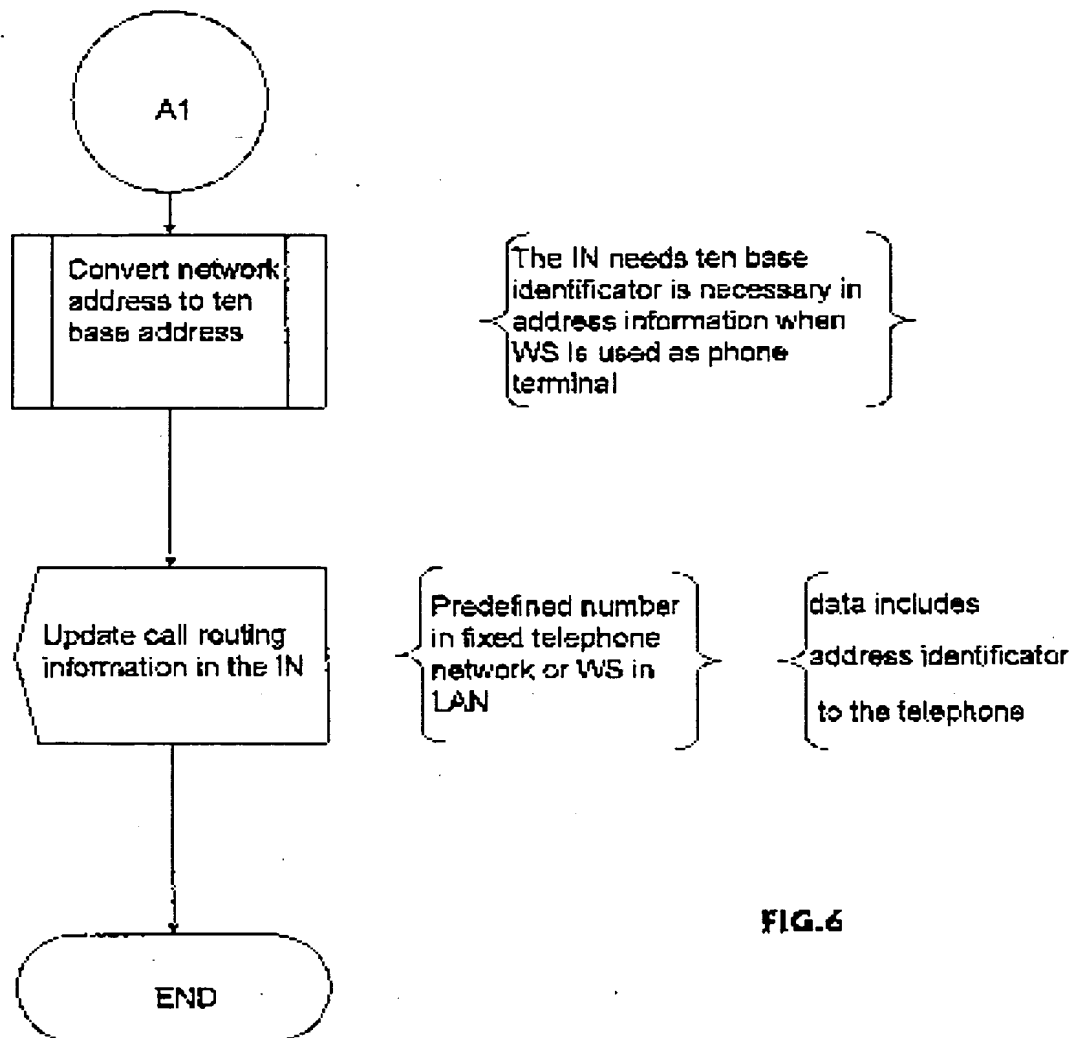 A1
Convert network
address to ten
base address
The IN needs ten base
identificator is necessary in
address information when
WS is used as phone
terminal
Update call routing
information in the IN
Predefined number
in fixed telephone
network or WS in
LAN
data includes
address identificator
to the telephone
END
FIG.6